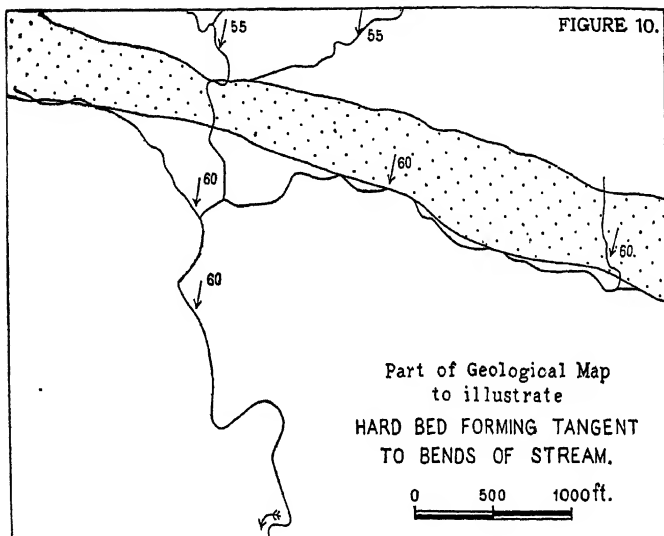 FIGURE 10.
55
55
60
60
60.
60
Part of Geological Map
to illustrate
HARD BED FORMING TANGENT
TO BENDS OF STREAM.
0 500 1000 ft.